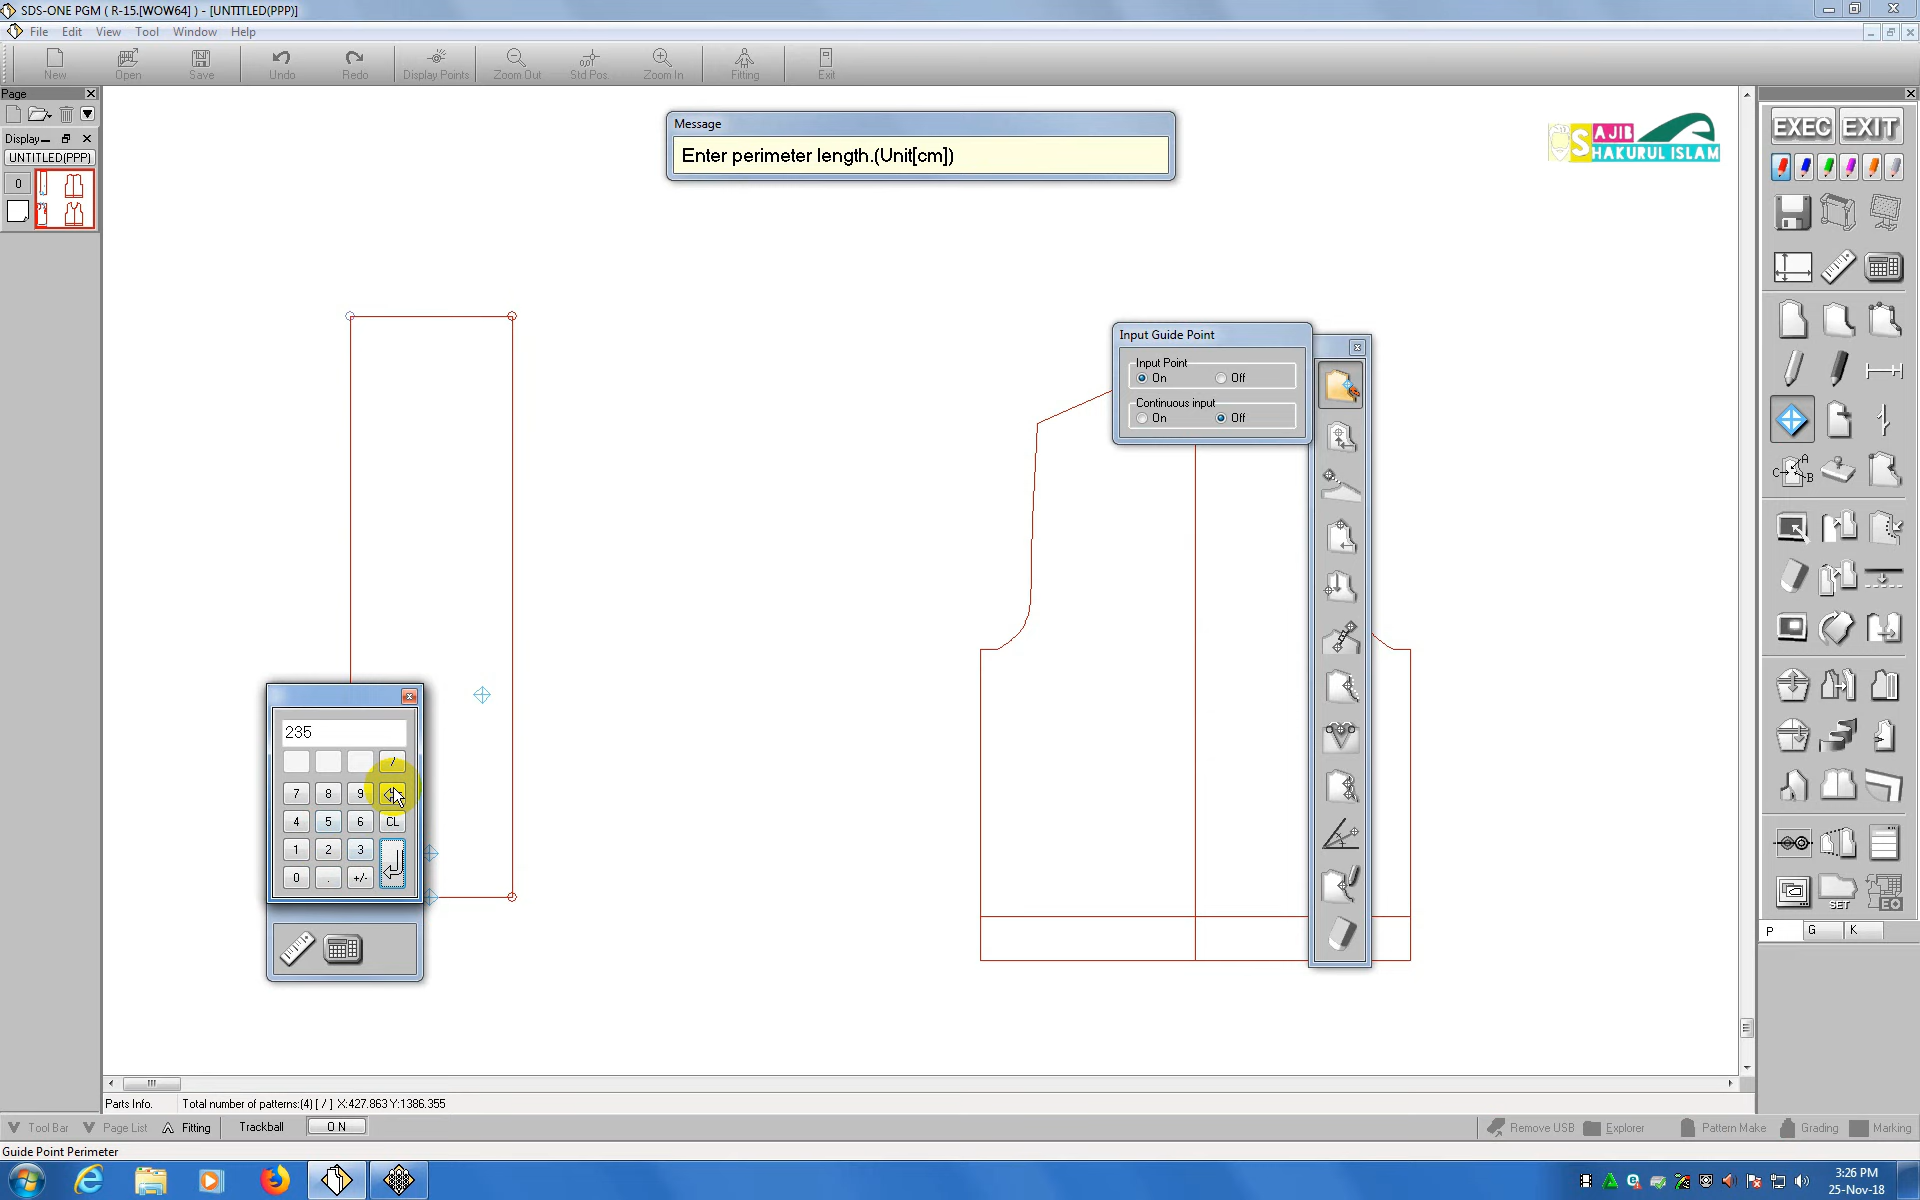 SDS-ONE PGM ( R-15.[WOW64] ) - [UNTITLED(PPP)]
File Edit View Tool Window Help
New Open Save Undo Redo Display Points Zoom Out Std Pos. Zoom In Fitting Exit
Page
Display
UNTITLED(PPP)
0
Message
Enter perimeter length.(Unit[cm])
S AJIB
HAKURUL ISLAM
EXEC EXIT
Input Guide Point
Input Point
On Off
Continuous input
On Off
235
/
7 8 9
4 5 6 CL
1 2 3
0 . +/-
C A B
SET EO
P G K
Parts Info. Total number of patterns:(4) [ / ] X:427.863 Y:1386.355
Tool Bar Page List Fitting Trackball O N Remove USB Explorer Pattern Make Grading Marking
Guide Point Perimeter
3:26 PM
25-Nov-18